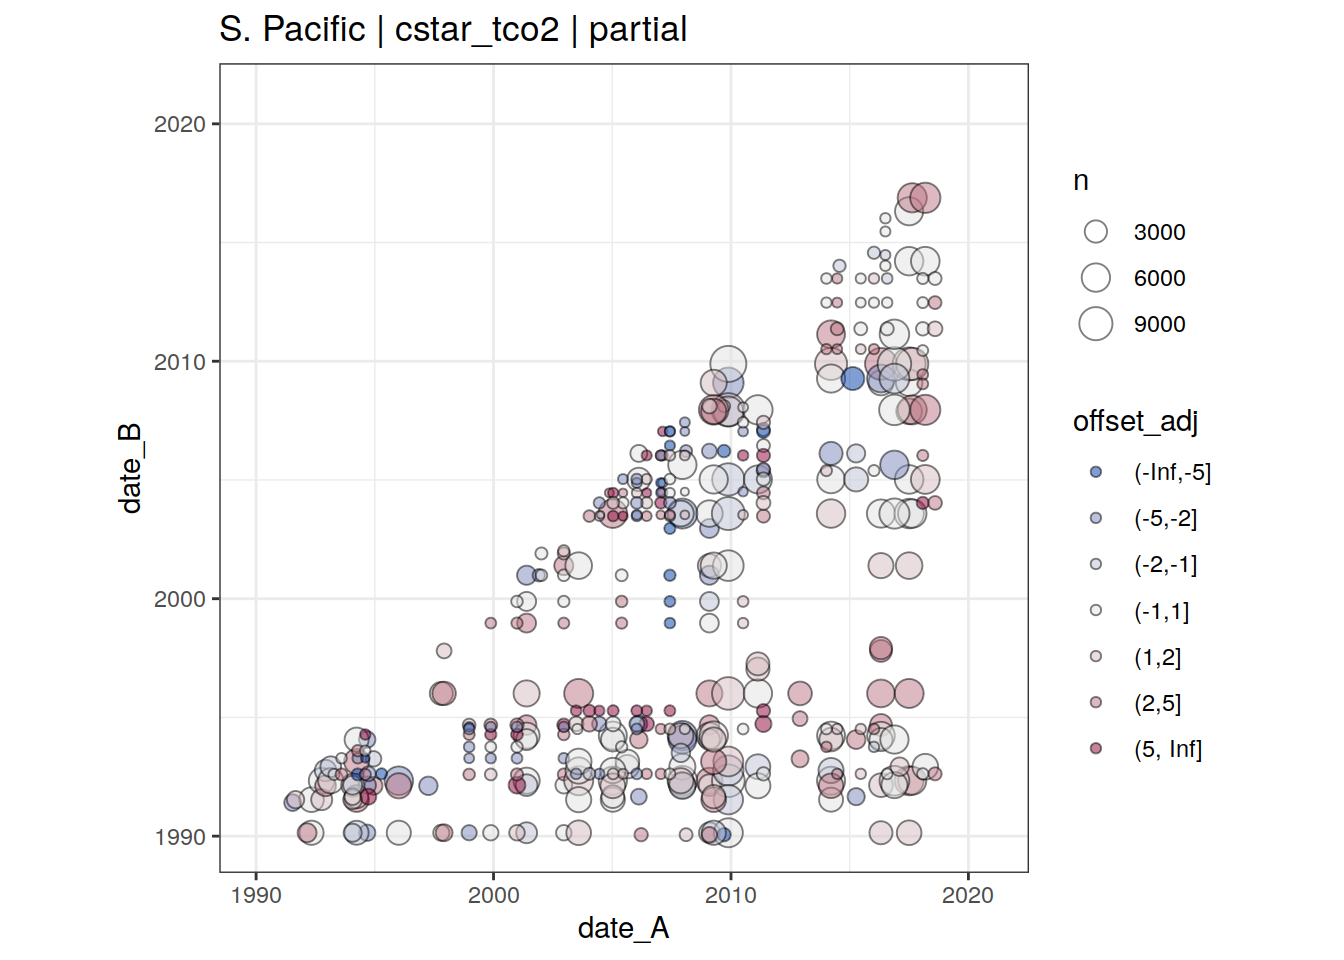 S. Pacific | cstar_tco2 | partial
date_B
2020
2010
2000
1990
1990 2000 2010 2020
date_A
n
3000
6000
9000
offset_adj
(-Inf,-5]
(-5,-2]
(-2,-1]
(-1,1]
(1,2]
(2,5]
(5, Inf]